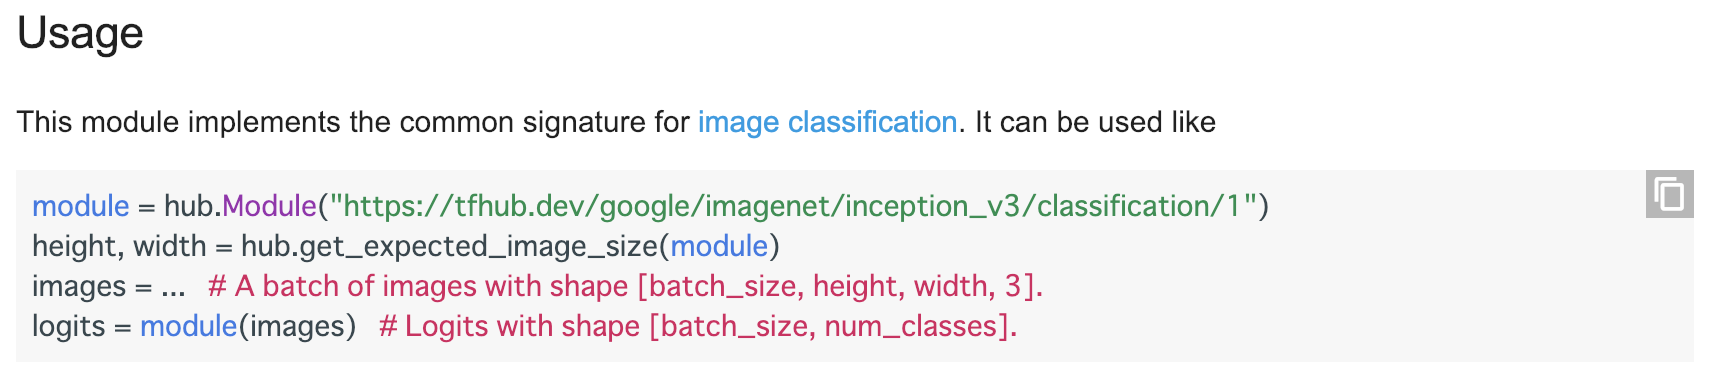 Usage
This module implements the common signature for image classification. It can be used like
module = hub.Module("https://tfhub.dev/google/imagenet/inception_v3/classification/1")
height, width = hub.get_expected_image_size(module)
images = ...  # A batch of images with shape [batch_size, height, width, 3].
logits = module(images)  # Logits with shape [batch_size, num_classes].